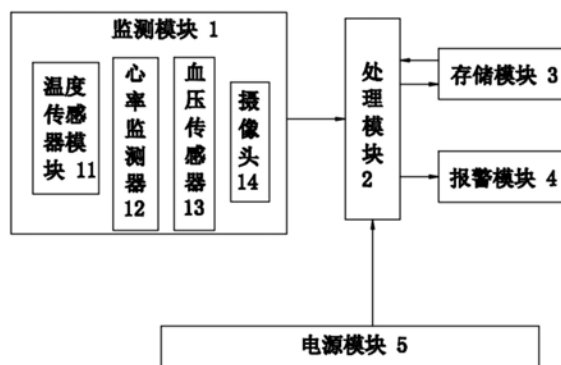 监测模块 1
温度
传感
器模
块 11
心
率
监
测
器
12
血
压
传
感
器
13
摄
像
头
14
处
理
模
块
2
存储模块 3
报警模块 4
电源模块 5